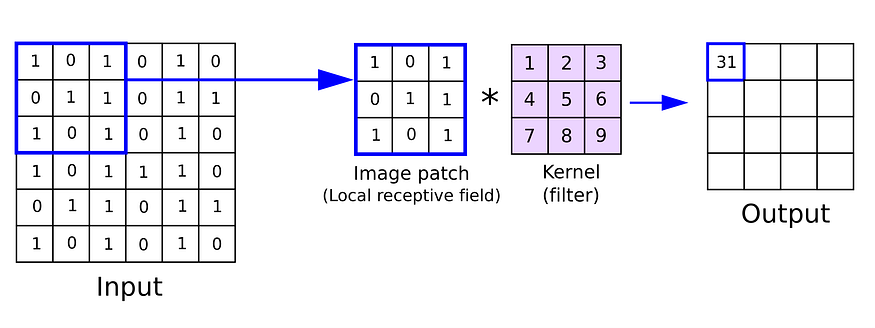 1 0 1 0 1 0
0 1 1 0 1 1
1 0 1 0 1 0
1 0 1 1 1 0
0 1 1 0 1 1
1 0 1 0 1 0
Input
1 0 1
0 1 1
1 0 1
Image patch
(Local receptive field)
*
1 2 3
4 5 6
7 8 9
Kernel
(filter)
31
Output